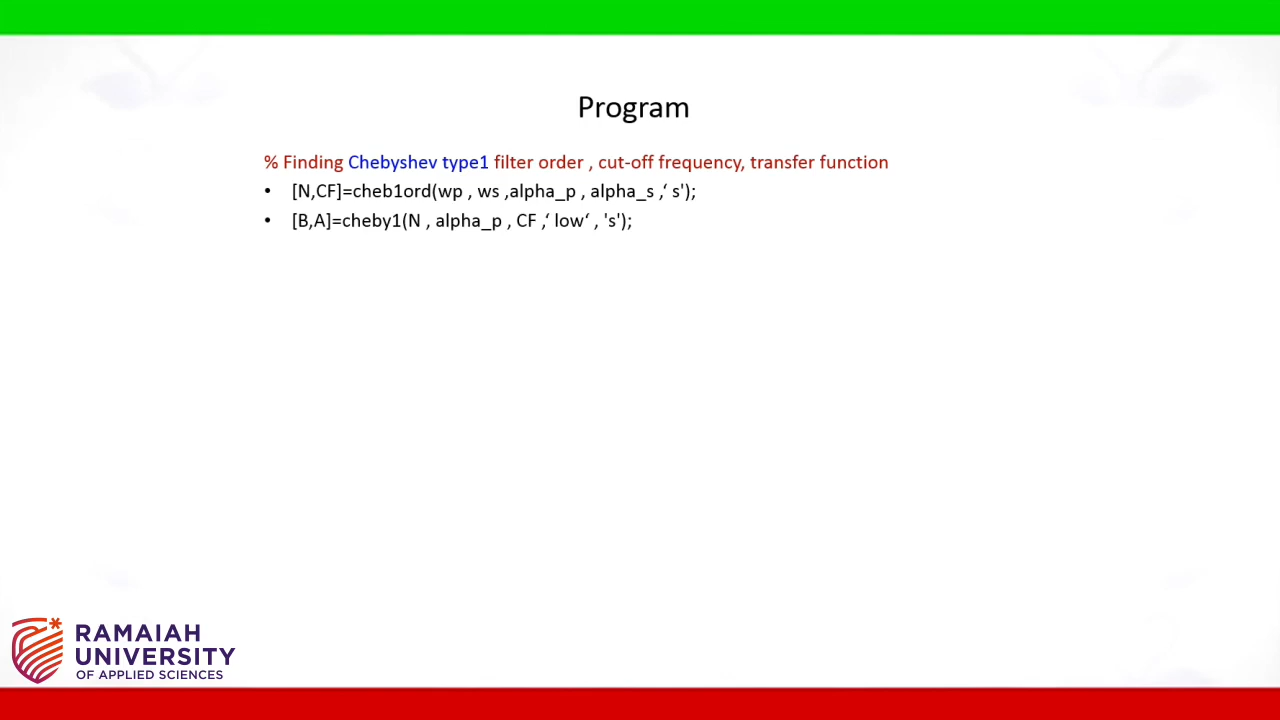 Program
% Finding Chebyshev type1 filter order , cut-off frequency, transfer function
• [N,CF]=cheb1ord(wp , ws ,alpha_p , alpha_s ,‘ s');
• [B,A]=cheby1(N , alpha_p , CF ,‘ low‘ , 's');
RAMAIAH
UNIVERSITY
OF APPLIED SCIENCES